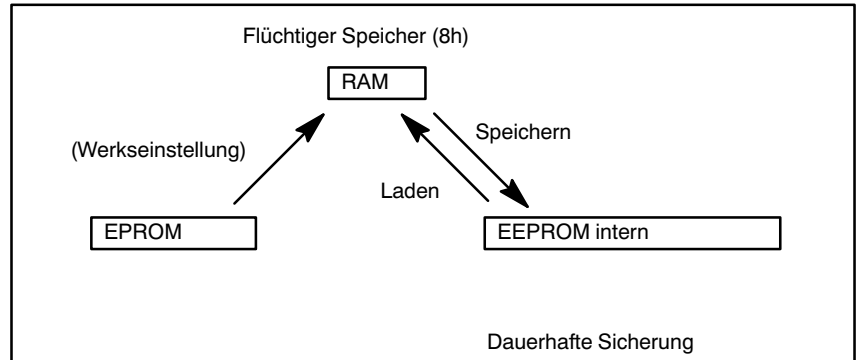 Flüchtiger Speicher (8h)
RAM
Speichern
(Werkseinstellung)
Laden
EPROM
EEPROM intern
Dauerhafte Sicherung